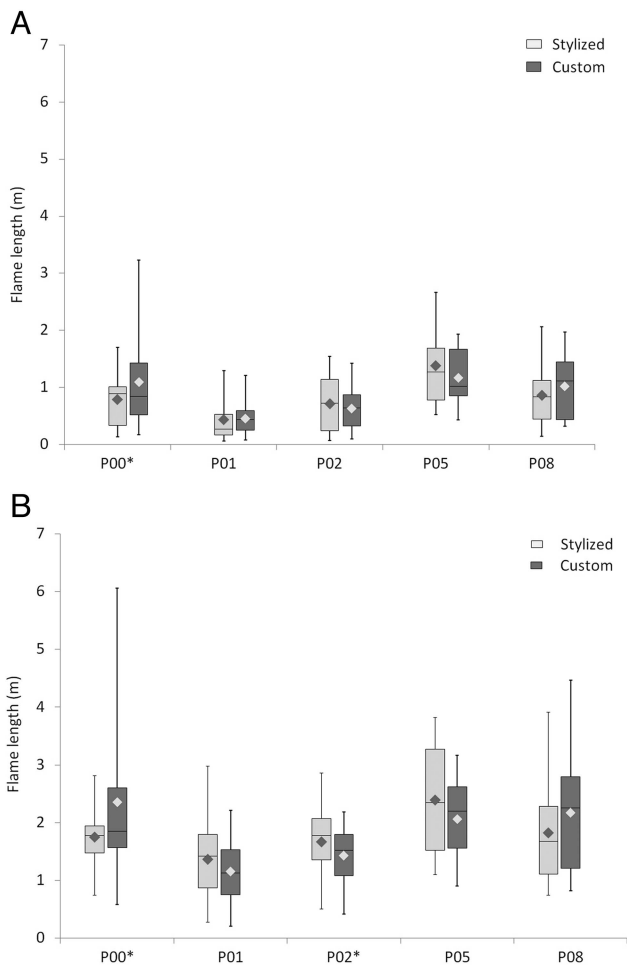 A
7
6
5
4
3
2
1
0
Flame length (m)
Stylized
Custom
P00* P01 P02 P05 P08
B
7
6
5
4
3
2
1
0
Flame length (m)
Stylized
Custom
P00* P01 P02* P05 P08